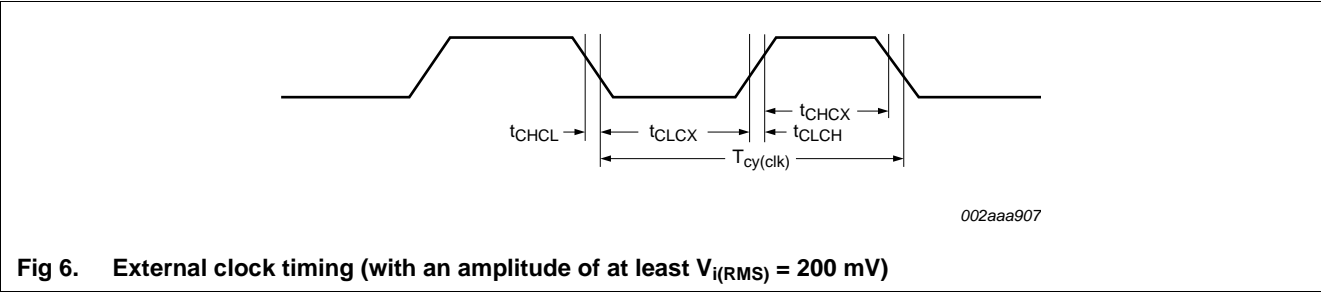 tCHCX
tCHCL tCLCX tCLCH
Tcy(clk)
002aaa907
Fig 6. External clock timing (with an amplitude of at least Vi(RMS) = 200 mV)